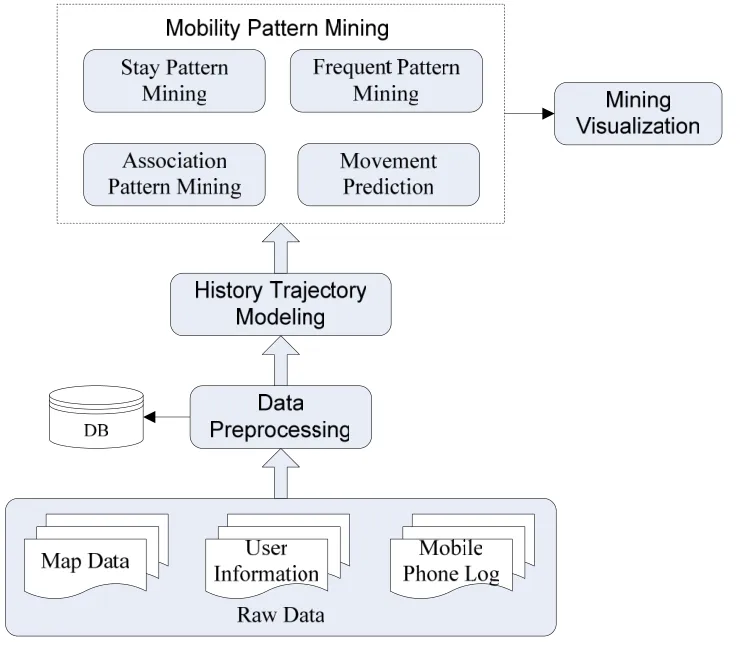 Mobility Pattern Mining
Stay Pattern
Mining
Frequent Pattern
Mining
Association
Pattern Mining
Movement
Prediction
Mining
Visualization
History Trajectory
Modeling
Data
Preprocessing
DB
Map Data
User
Information
Mobile
Phone Log
Raw Data